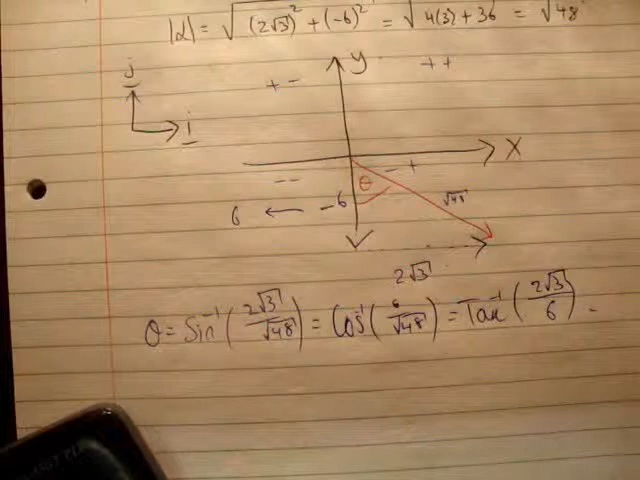 |α| = √(2√3)² + (-6)² = √4(3) + 36 = √48
y
+ +
j
+ -
i
x
- +
- -
θ
√48
6 ← -6
2√3
θ = Sin⁻¹(2√3/√48) = Cos⁻¹(6/√48) = Tan⁻¹(2√3/6).